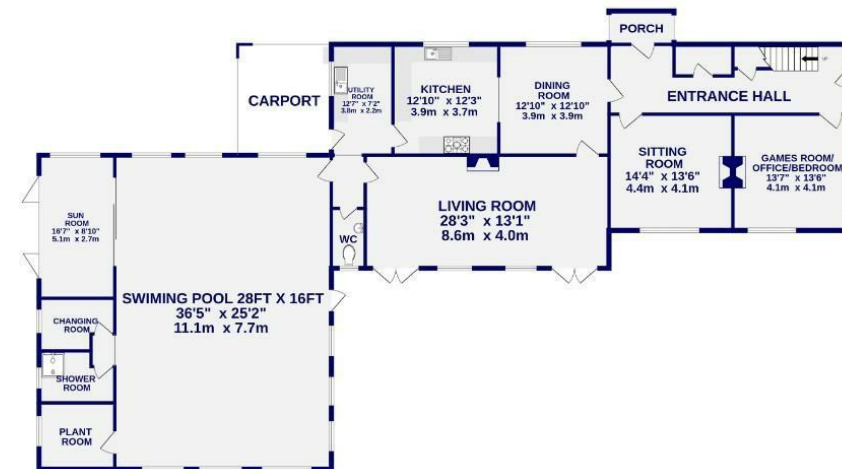 PORCH
CARPORT
UTILITY
ROOM
12'7" x 7'2"
3.8m x 2.2m
KITCHEN
12'10" x 12'3"
3.9m x 3.7m
DINING
ROOM
12'10" x 12'10"
3.9m x 3.9m
UP
ENTRANCE HALL
SITTING
ROOM
14'4" x 13'6"
4.4m x 4.1m
GAMES ROOM/
OFFICE/BEDROOM
13'7" x 13'6"
4.1m x 4.1m
LIVING ROOM
28'3" x 13'1"
8.6m x 4.0m
SUN
ROOM
16'7" x 8'10"
5.1m x 2.7m
WC
SWIMING POOL 28FT X 16FT
36'5" x 25'2"
11.1m x 7.7m
CHANGING
ROOM
SHOWER
ROOM
PLANT
ROOM